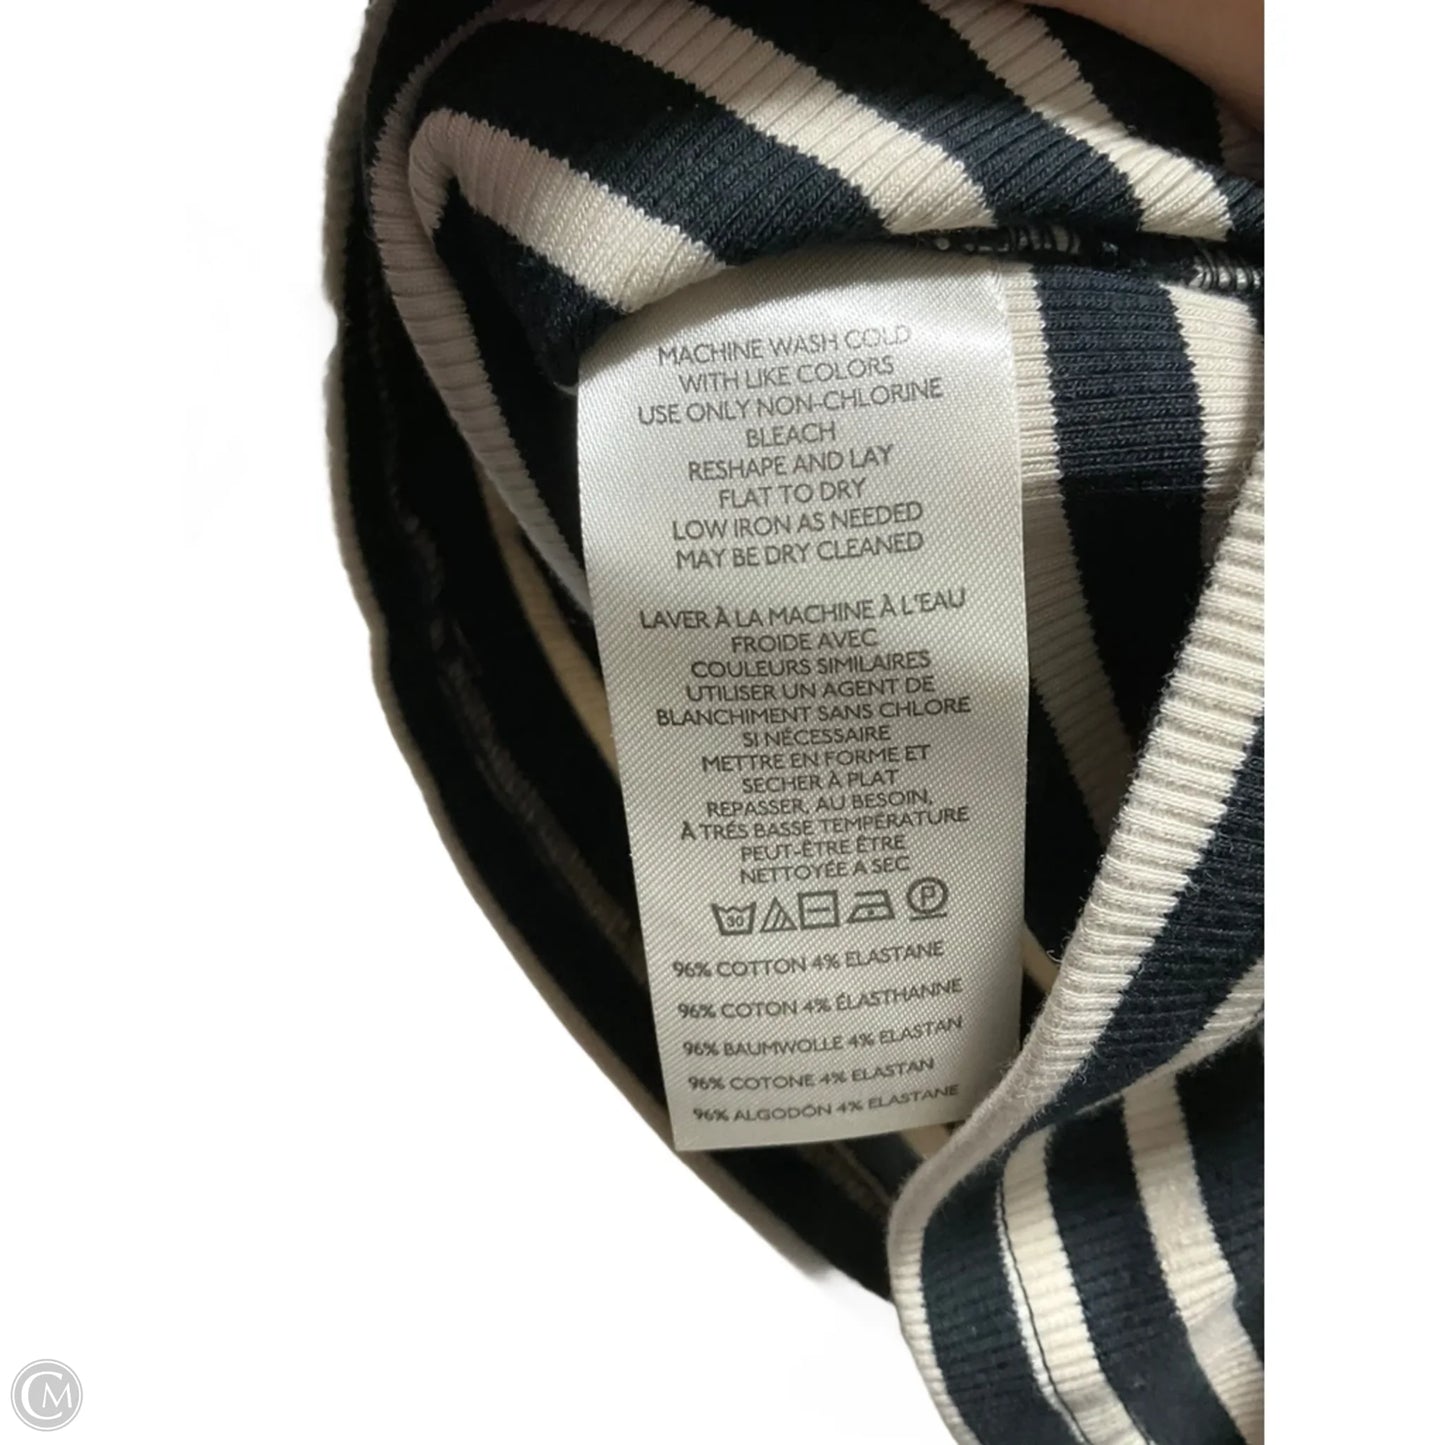 MACHINE WASH COLD
WITH LIKE COLORS
USE ONLY NON-CHLORINE
BLEACH
RESHAPE AND LAY
FLAT TO DRY
LOW IRON AS NEEDED
MAY BE DRY CLEANED
LAVER À LA MACHINE À L'EAU
FROIDE AVEC
COULEURS SIMILAIRES
UTILISER UN AGENT DE
BLANCHIMENT SANS CHLORE
SI NÉCESSAIRE
METTRE EN FORME ET
SECHER À PLAT
REPASSER, AU BESOIN,
À TRÉS BASSE TEMPÉRATURE
PEUT-ÊTRE ÊTRE
NETTOYÉE A SEC
30 P
96% COTTON 4% ELASTANE
96% COTON 4% ÉLASTHANNE
96% BAUMWOLLE 4% ELASTAN
96% COTONE 4% ELASTAN
96% ALGODÓN 4% ELASTANE
CM